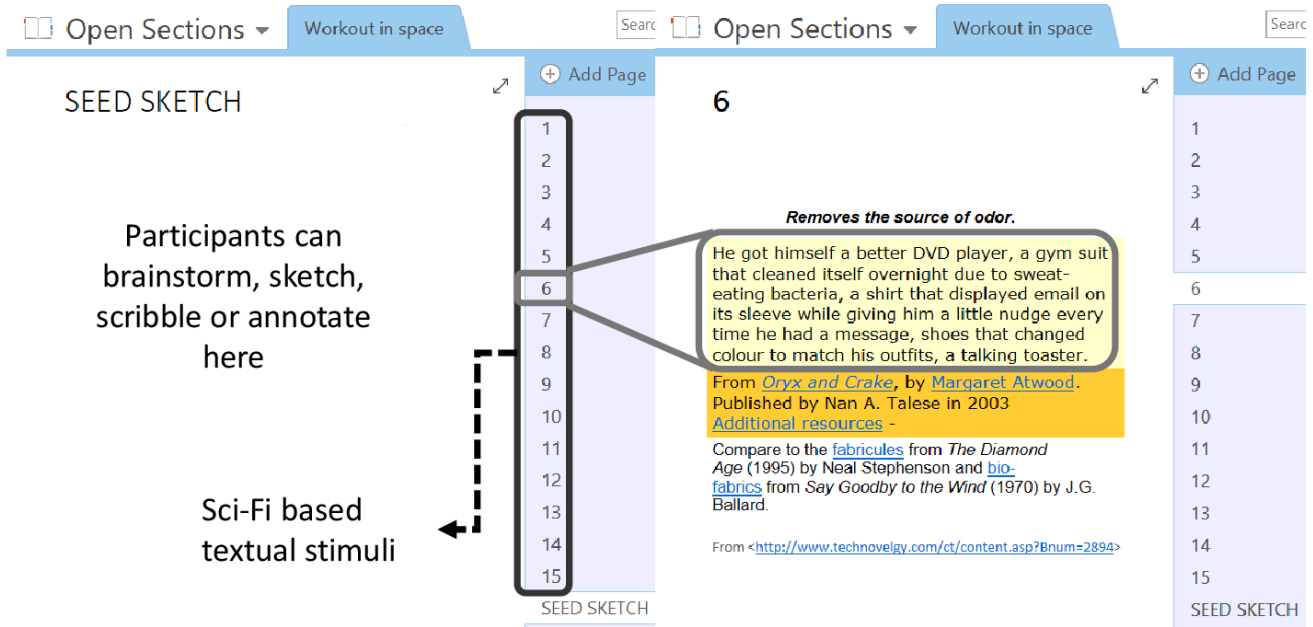 Open Sections
Workout in space
Searc
Add Page
SEED SKETCH
Participants can
brainstorm, sketch,
scribble or annotate
here
Sci-Fi based
textual stimuli
1
2
3
4
5
6
7
8
9
10
11
12
13
14
15
SEED SKETCH
Open Sections
Workout in space
Searc
Add Page
6
Removes the source of odor.
He got himself a better DVD player, a gym suit
that cleaned itself overnight due to sweat-
eating bacteria, a shirt that displayed email on
its sleeve while giving him a little nudge every
time he had a message, shoes that changed
colour to match his outfits, a talking toaster.
From Oryx and Crake, by Margaret Atwood.
Published by Nan A. Talese in 2003
Additional resources -
Compare to the fabricules from The Diamond
Age (1995) by Neal Stephenson and bio-
fabrics from Say Goodby to the Wind (1970) by J.G.
Ballard.
From <http://www.technovelgy.com/ct/content.asp?Bnum=2894>
1
2
3
4
5
6
7
8
9
10
11
12
13
14
15
SEED SKETCH